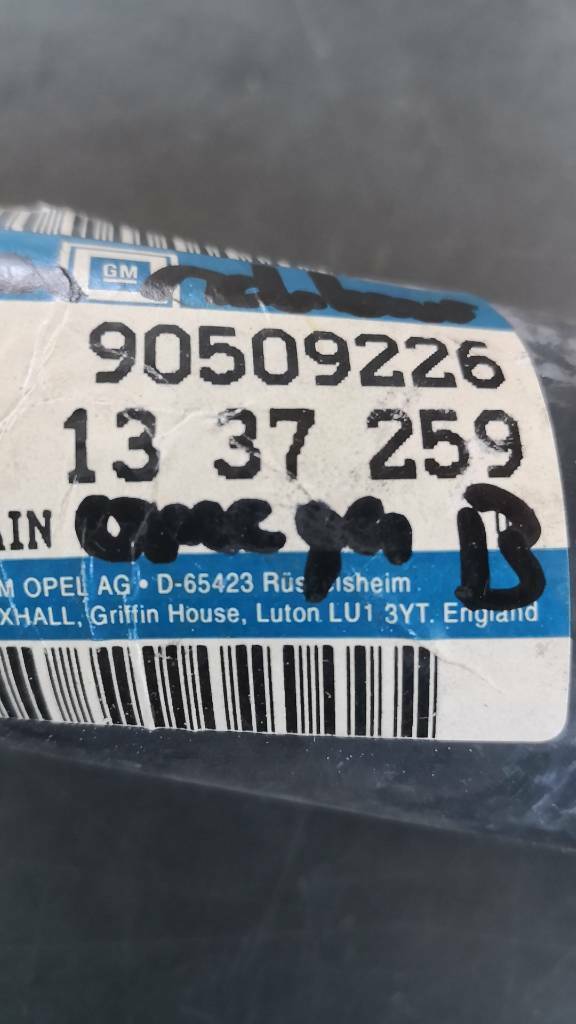 GM
90509226
13 37 259
AIN omega B
M OPEL AG • D-65423 Rüsselsheim
XHALL, Griffin House, Luton LU1 3YT. England